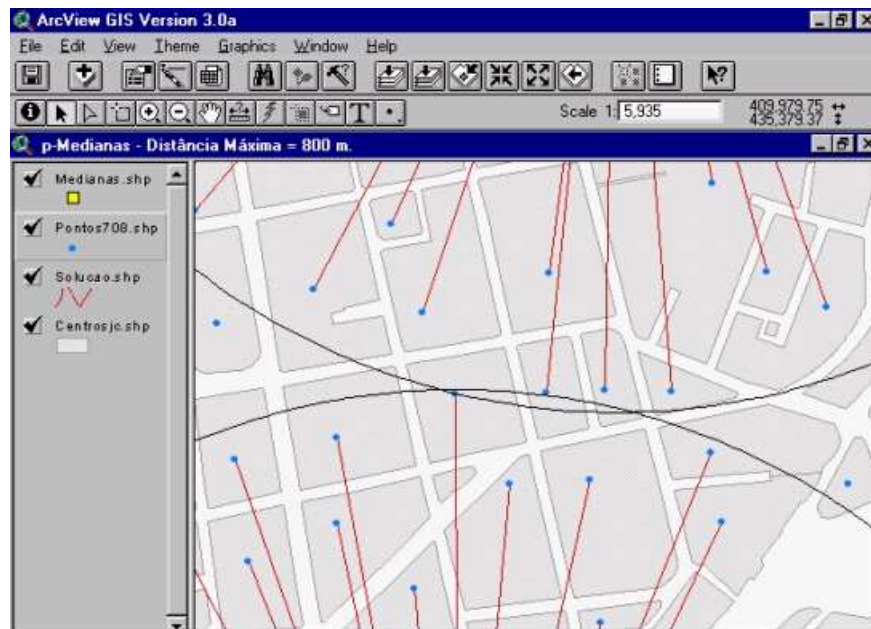 ArcView GIS Version 3.0a
File Edit View Theme Graphics Window Help
Scale 1: 5,935
409,979.75
435,379.37
p-Medianas - Distância Máxima = 800 m.
Medianas.shp
Pontos708.shp
Solucao.shp
Centrosjc.shp